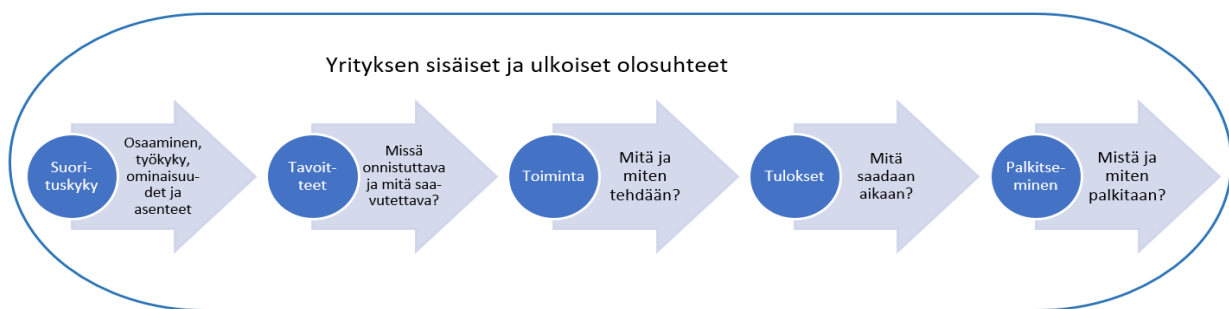 Yrityksen sisäiset ja ulkoiset olosuhteet
Suori-
tuskyky
Osaaminen,
työkyky,
ominaisuu-
det ja
asenteet
Tavoit-
teet
Missä
onnistuttava
ja mitä saa-
vutettava?
Toiminta
Mitä ja
miten
tehdään?
Tulokset
Mitä
saadaan
aikaan?
Palkitse-
minen
Mistä ja
miten
palkitaan?